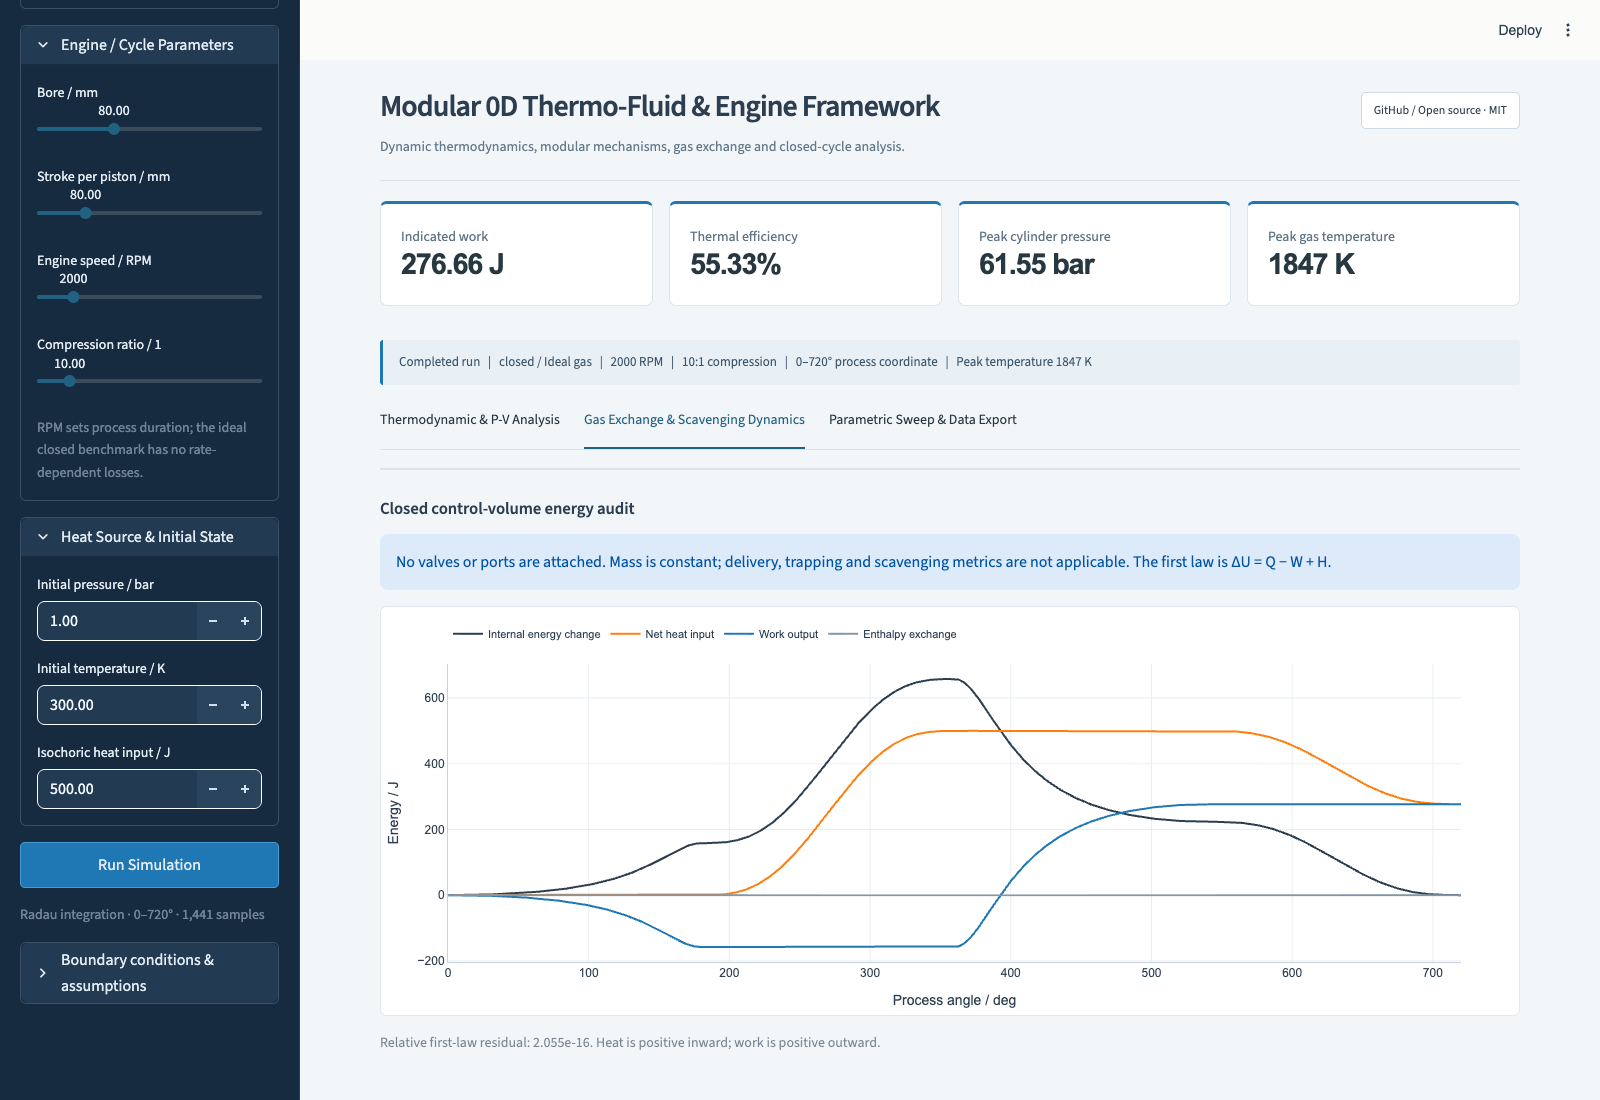 Engine / Cycle Parameters
Bore / mm
80.00
Stroke per piston / mm
80.00
Engine speed / RPM
2000
Compression ratio / 1
10.00
RPM sets process duration; the ideal
closed benchmark has no rate-
dependent losses.
Heat Source & Initial State
Initial pressure / bar
1.00 − +
Initial temperature / K
300.00 − +
Isochoric heat input / J
500.00 − +
Run Simulation
Radau integration · 0–720° · 1,441 samples
Boundary conditions &
assumptions
Deploy
Modular 0D Thermo-Fluid & Engine Framework
GitHub / Open source · MIT
Dynamic thermodynamics, modular mechanisms, gas exchange and closed-cycle analysis.
Indicated work
276.66 J
Thermal efficiency
55.33%
Peak cylinder pressure
61.55 bar
Peak gas temperature
1847 K
Completed run | closed / Ideal gas | 2000 RPM | 10:1 compression | 0–720° process coordinate | Peak temperature 1847 K
Thermodynamic & P-V Analysis Gas Exchange & Scavenging Dynamics Parametric Sweep & Data Export
Closed control-volume energy audit
No valves or ports are attached. Mass is constant; delivery, trapping and scavenging metrics are not applicable. The first law is ΔU = Q − W + H.
Internal energy change Net heat input Work output Enthalpy exchange
Energy / J
600
400
200
0
−200
0 100 200 300 400 500 600 700
Process angle / deg
Relative first-law residual: 2.055e-16. Heat is positive inward; work is positive outward.